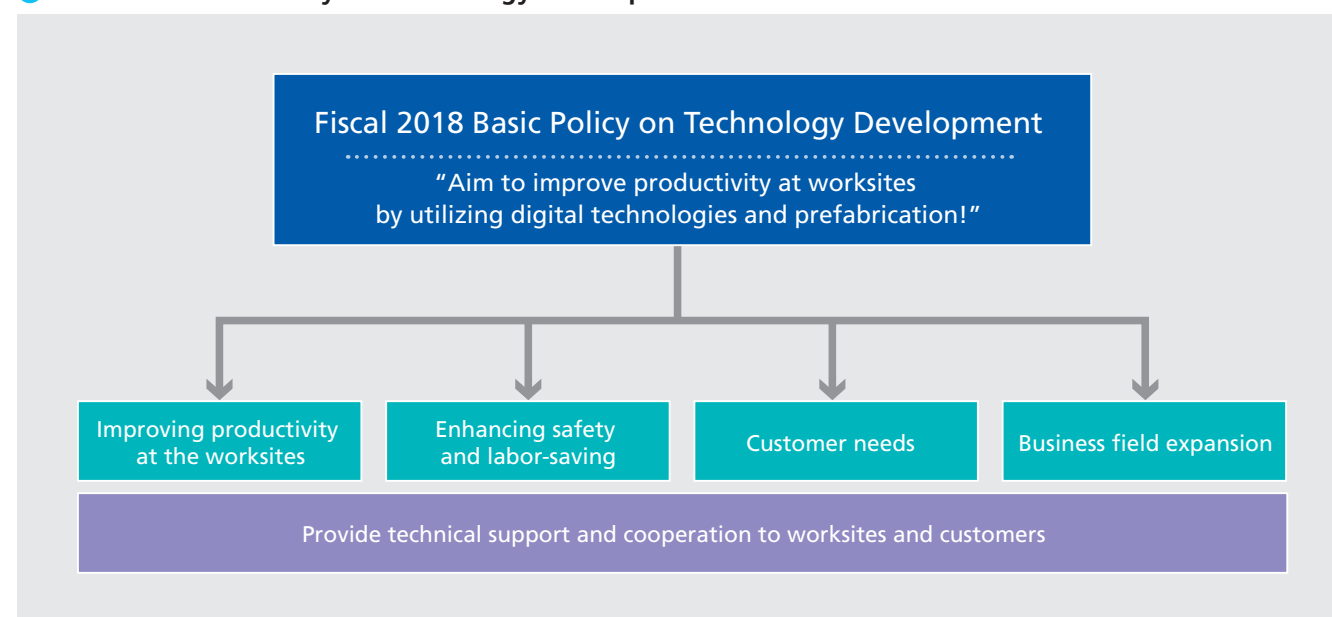 Fiscal 2018 Basic Policy on Technology Development
“Aim to improve productivity at worksites
by utilizing digital technologies and prefabrication!”
Improving productivity
at the worksites
Enhancing safety
and labor-saving
Customer needs
Business field expansion
Provide technical support and cooperation to worksites and customers